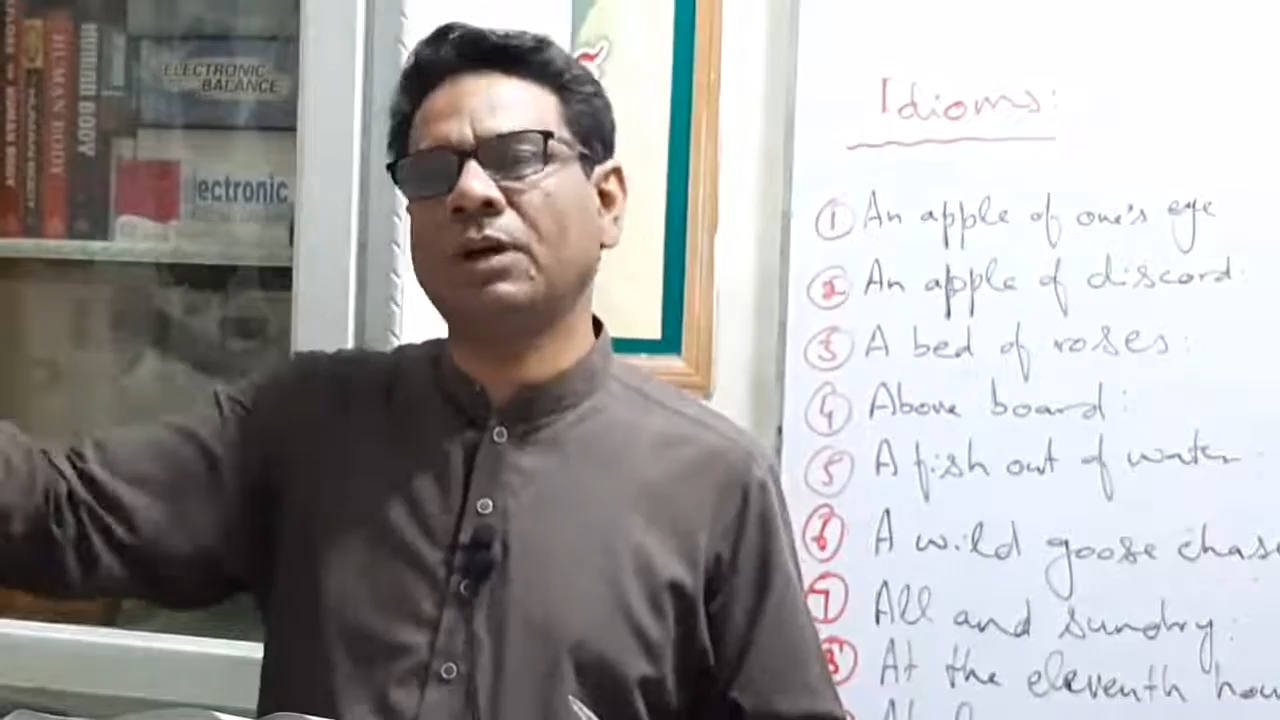 HUMAN BODY
HUMAN BODY
ELECTRONIC
BALANCE
lectronic
Idioms:
1 An apple of one's eye
2 An apple of discord.
3 A bed of roses:
4 Above board:
5 A fish out of water
6 A wild goose chase
7 All and sundry:
8 At the eleventh hou